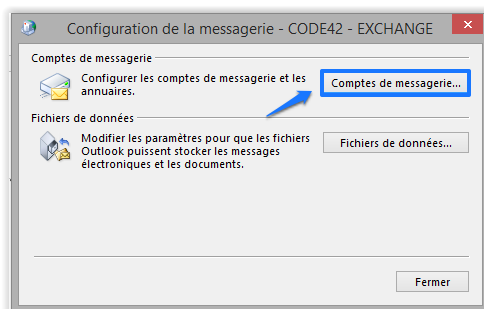 Configuration de la messagerie - CODE42 - EXCHANGE
Comptes de messagerie
Configurer les comptes de messagerie et les
annuaires.
Comptes de messagerie...
Fichiers de données
Modifier les paramètres pour que les fichiers
Outlook puissent stocker les messages
électroniques et les documents.
Fichiers de données...
Fermer